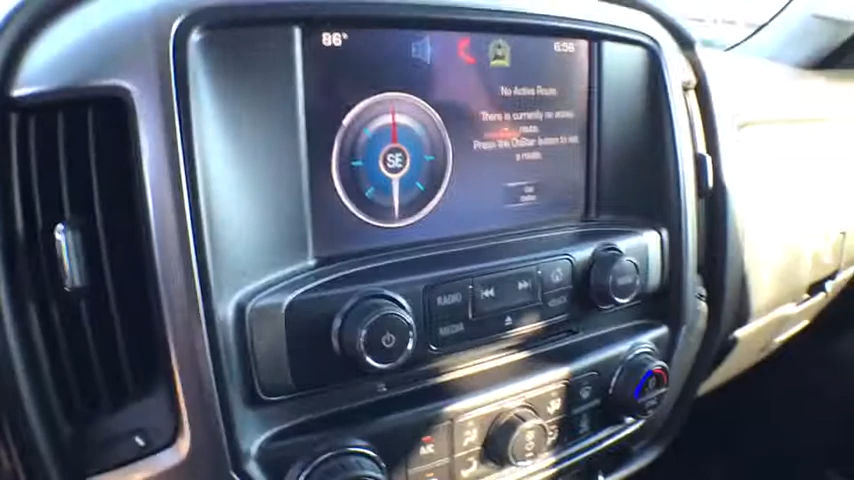 86°
6:56
No Active Route
There is currently no active
route.
Press the OnStar button to set
a route.
SE
RADIO
MEDIA
BACK
A/C